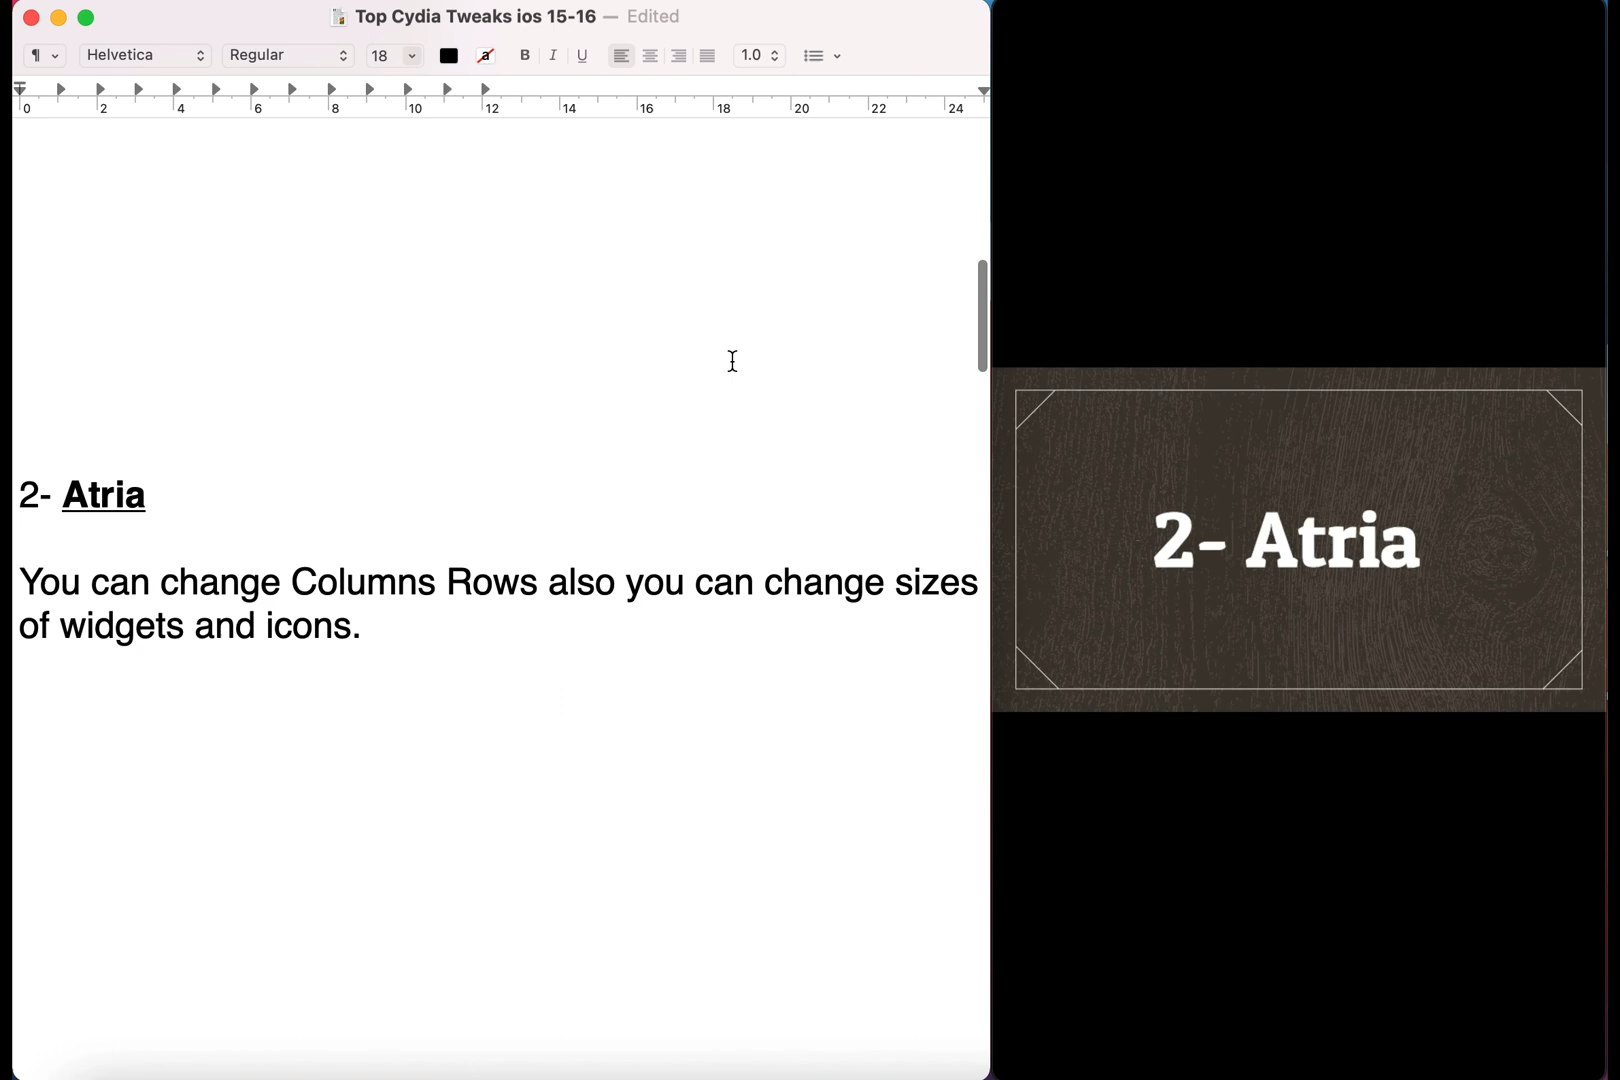 Top Cydia Tweaks ios 15-16 — Edited
¶ Helvetica Regular 18 a B I U 1.0
0 2 4 6 8 10 12 14 16 18 20 22 24
2- Atria
You can change Columns Rows also you can change sizes
of widgets and icons.
2- Atria